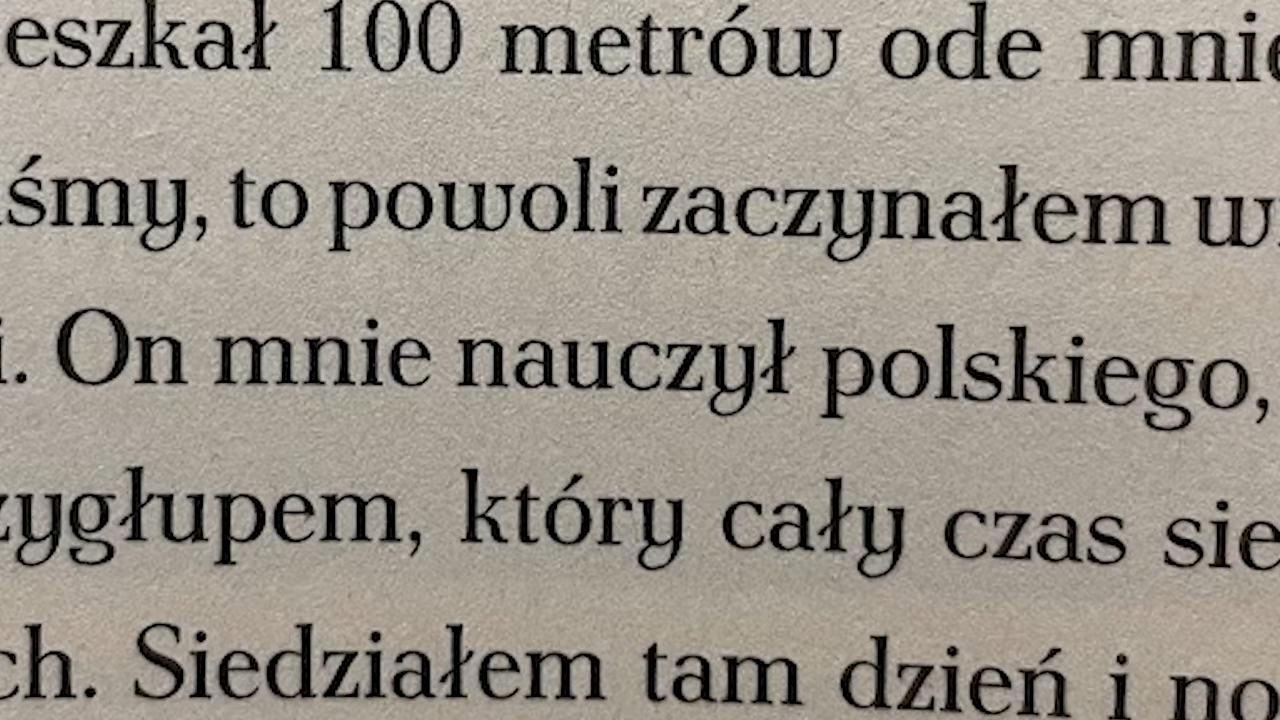 eszkał 100 metrów ode mnie
śmy, to powoli zaczynałem w
i. On mnie nauczył polskiego,
zygłupem, który cały czas sie
ch. Siedziałem tam dzień i no